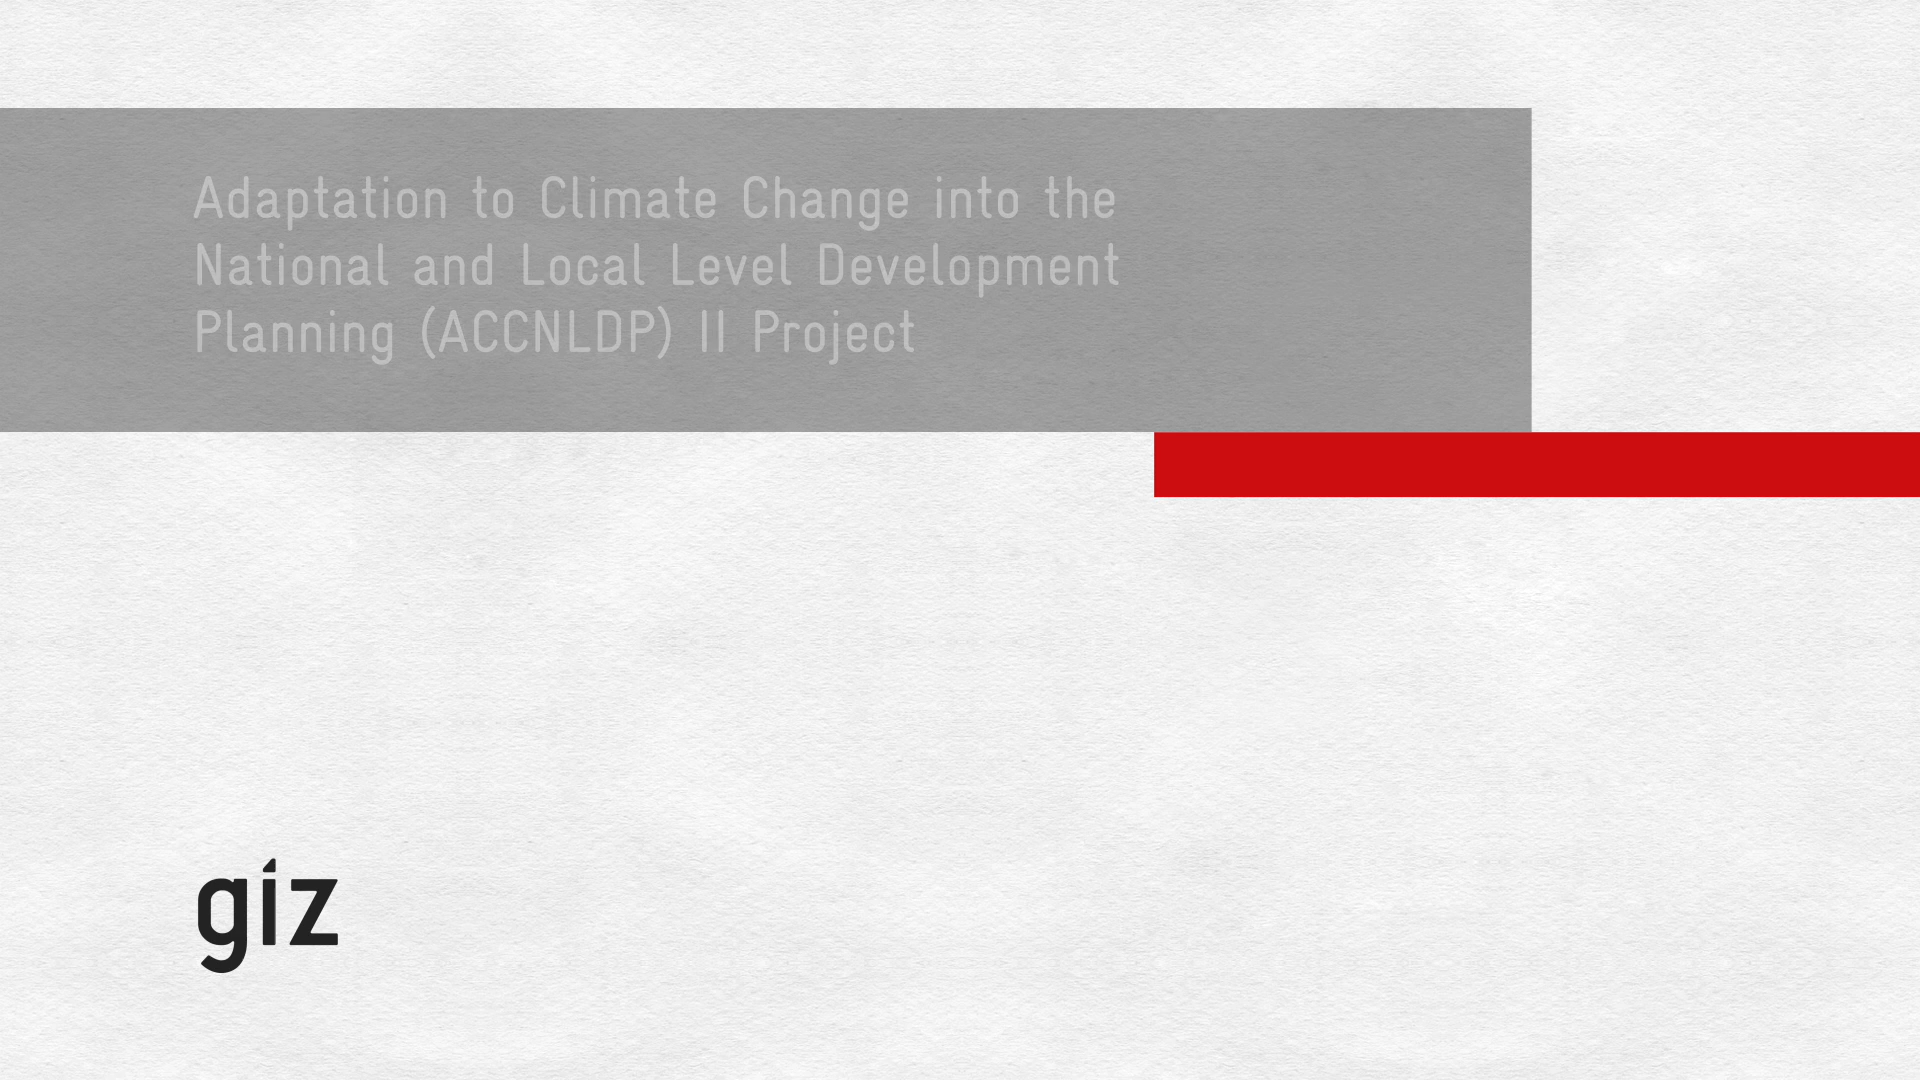 Adaptation to Climate Change into the
National and Local Level Development
Planning (ACCNLDP) II Project
giz